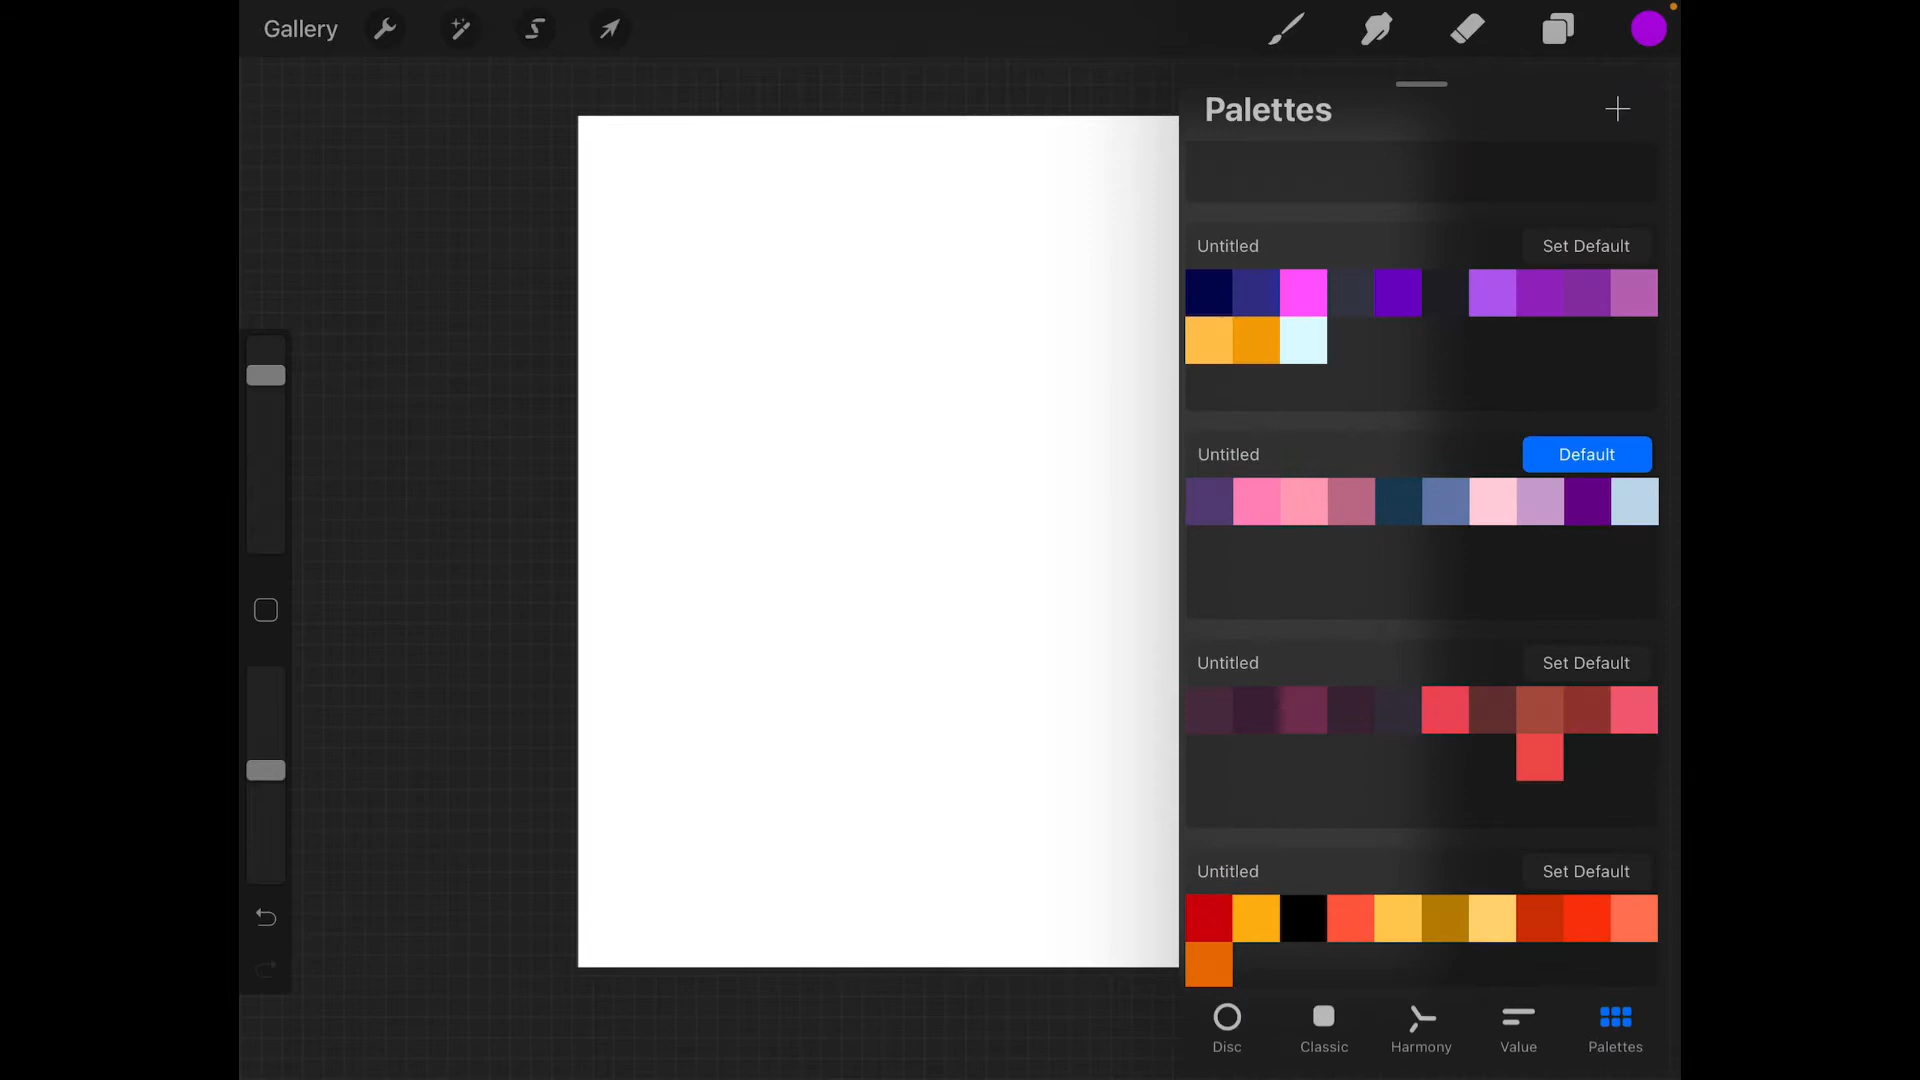 Gallery
Palettes
Untitled
Set Default
Untitled
Default
Untitled
Set Default
Untitled
Set Default
Disc
Classic
Harmony
Value
Palettes